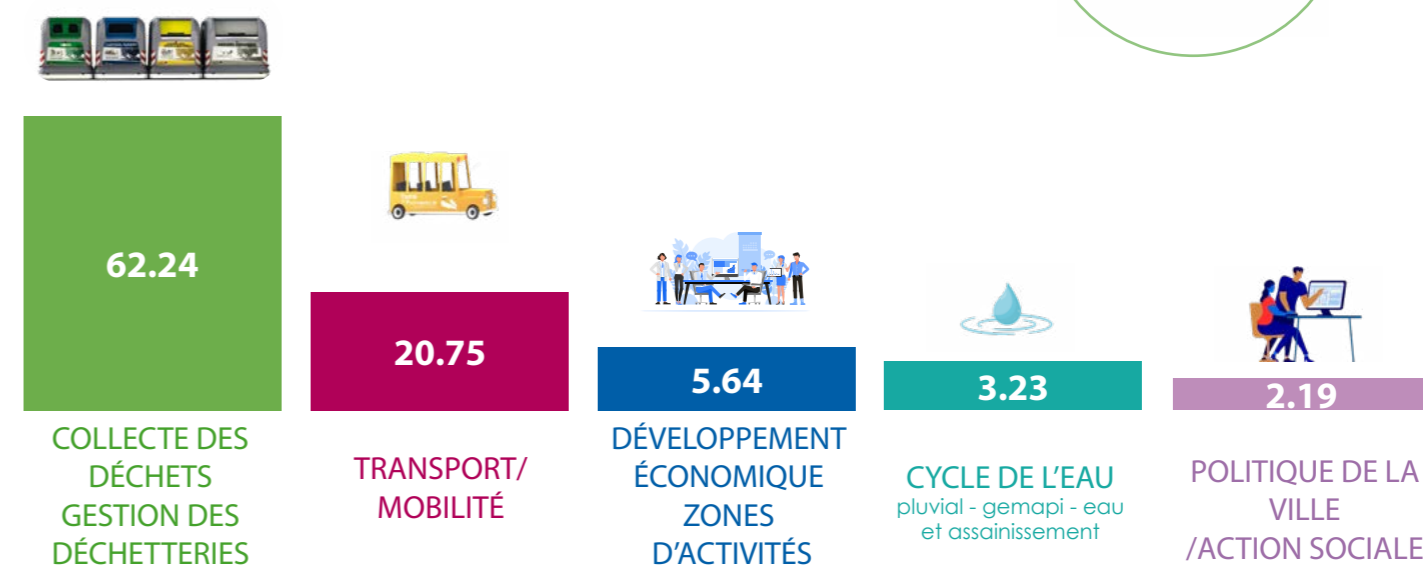 62.24
20.75
5.64
3.23
2.19
COLLECTE DES
DÉCHETS
GESTION DES
DÉCHETTERIES
TRANSPORT/
MOBILITÉ
DÉVELOPPEMENT
ÉCONOMIQUE
ZONES
D'ACTIVITÉS
CYCLE DE L'EAU
pluvial - gemapi - eau
et assainissement
POLITIQUE DE LA
VILLE
/ACTION SOCIALE